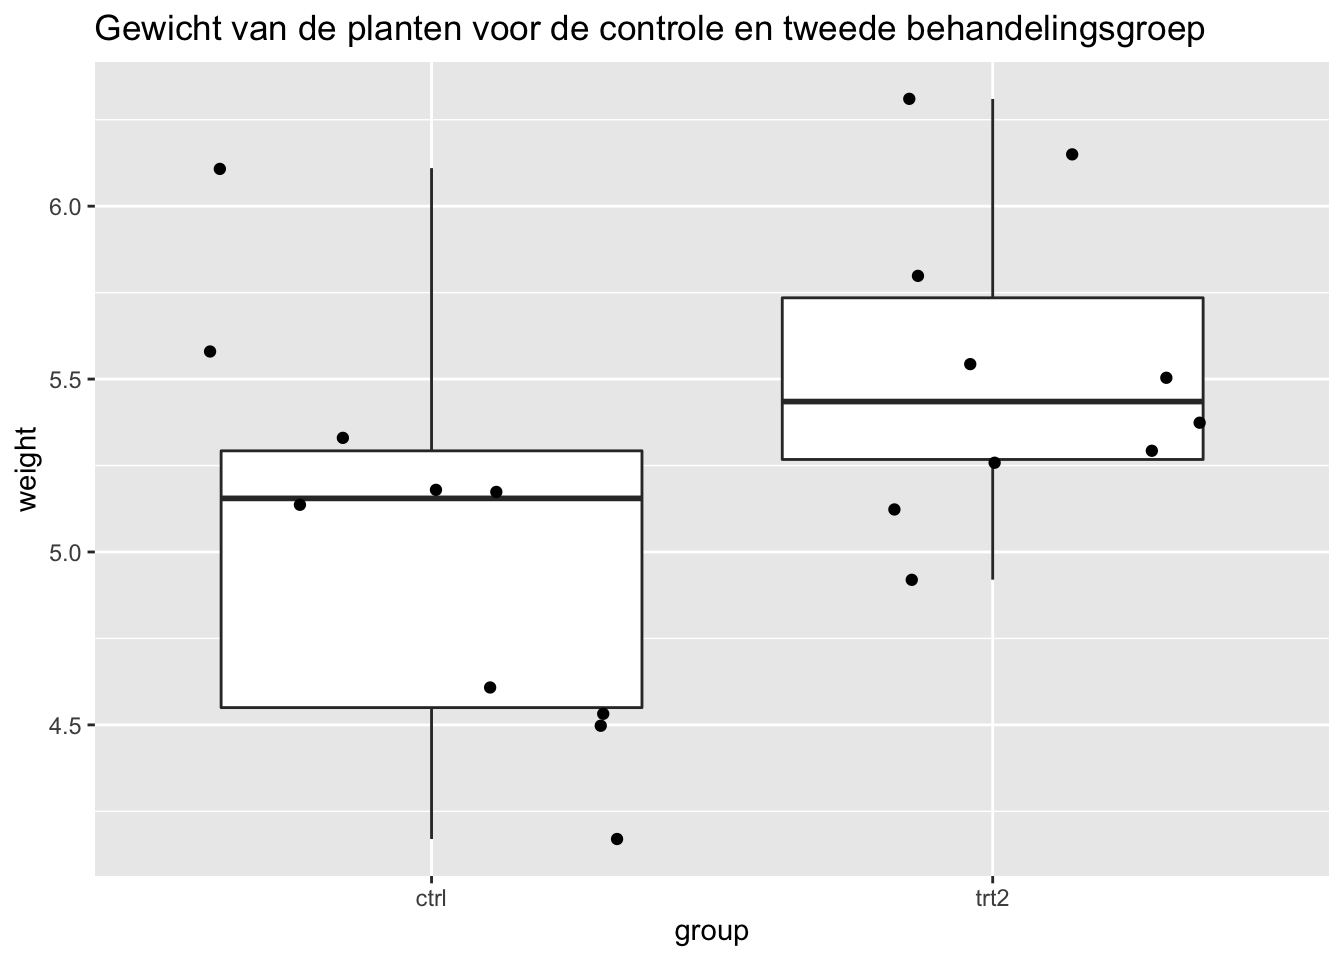 Gewicht van de planten voor de controle en tweede behandelingsgroep
weight
6.0
5.5
5.0
4.5
ctrl
trt2
group